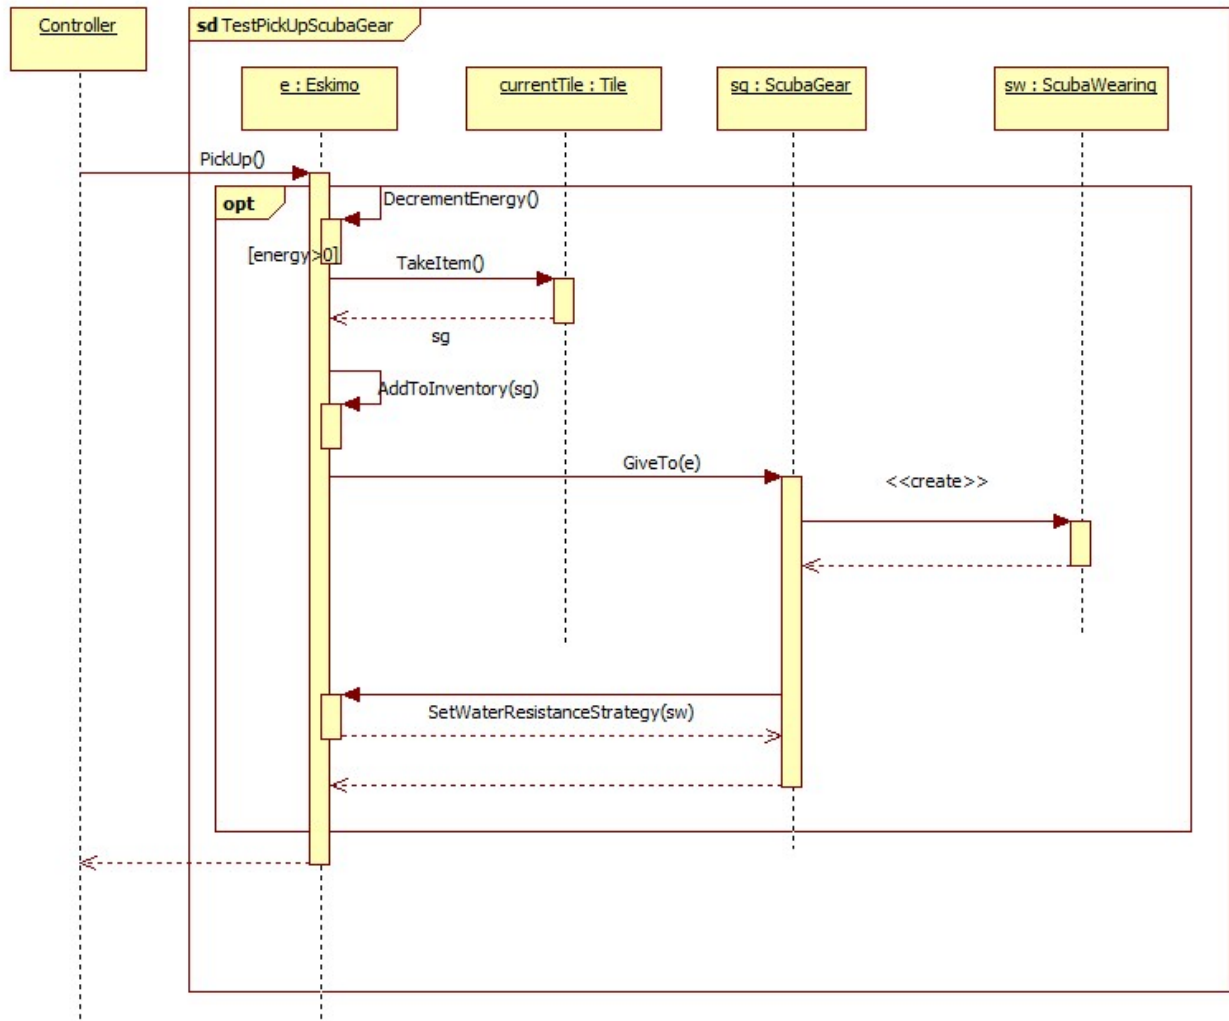 Controller
sd TestPickUpScubaGear
e : Eskimo
currentTile : Tile
sg : ScubaGear
sw : ScubaWearing
PickUp()
opt
DecrementEnergy()
[energy>0]
TakeItem()
sg
AddToInventory(sg)
GiveTo(e)
<<create>>
SetWaterResistanceStrategy(sw)